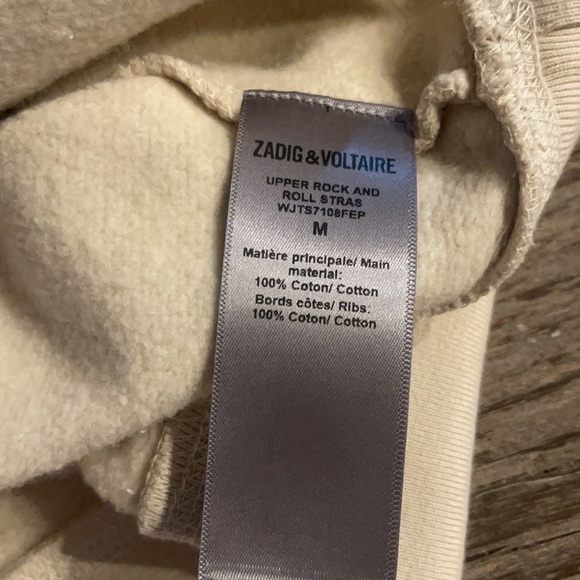 ZADIG & VOLTAIRE
UPPER ROCK AND
ROLL STRAS
WJTS7108FEP
M
Matière principale/ Main
material:
100% Coton/ Cotton
Bords côtes/ Ribs:
100% Coton/ Cotton